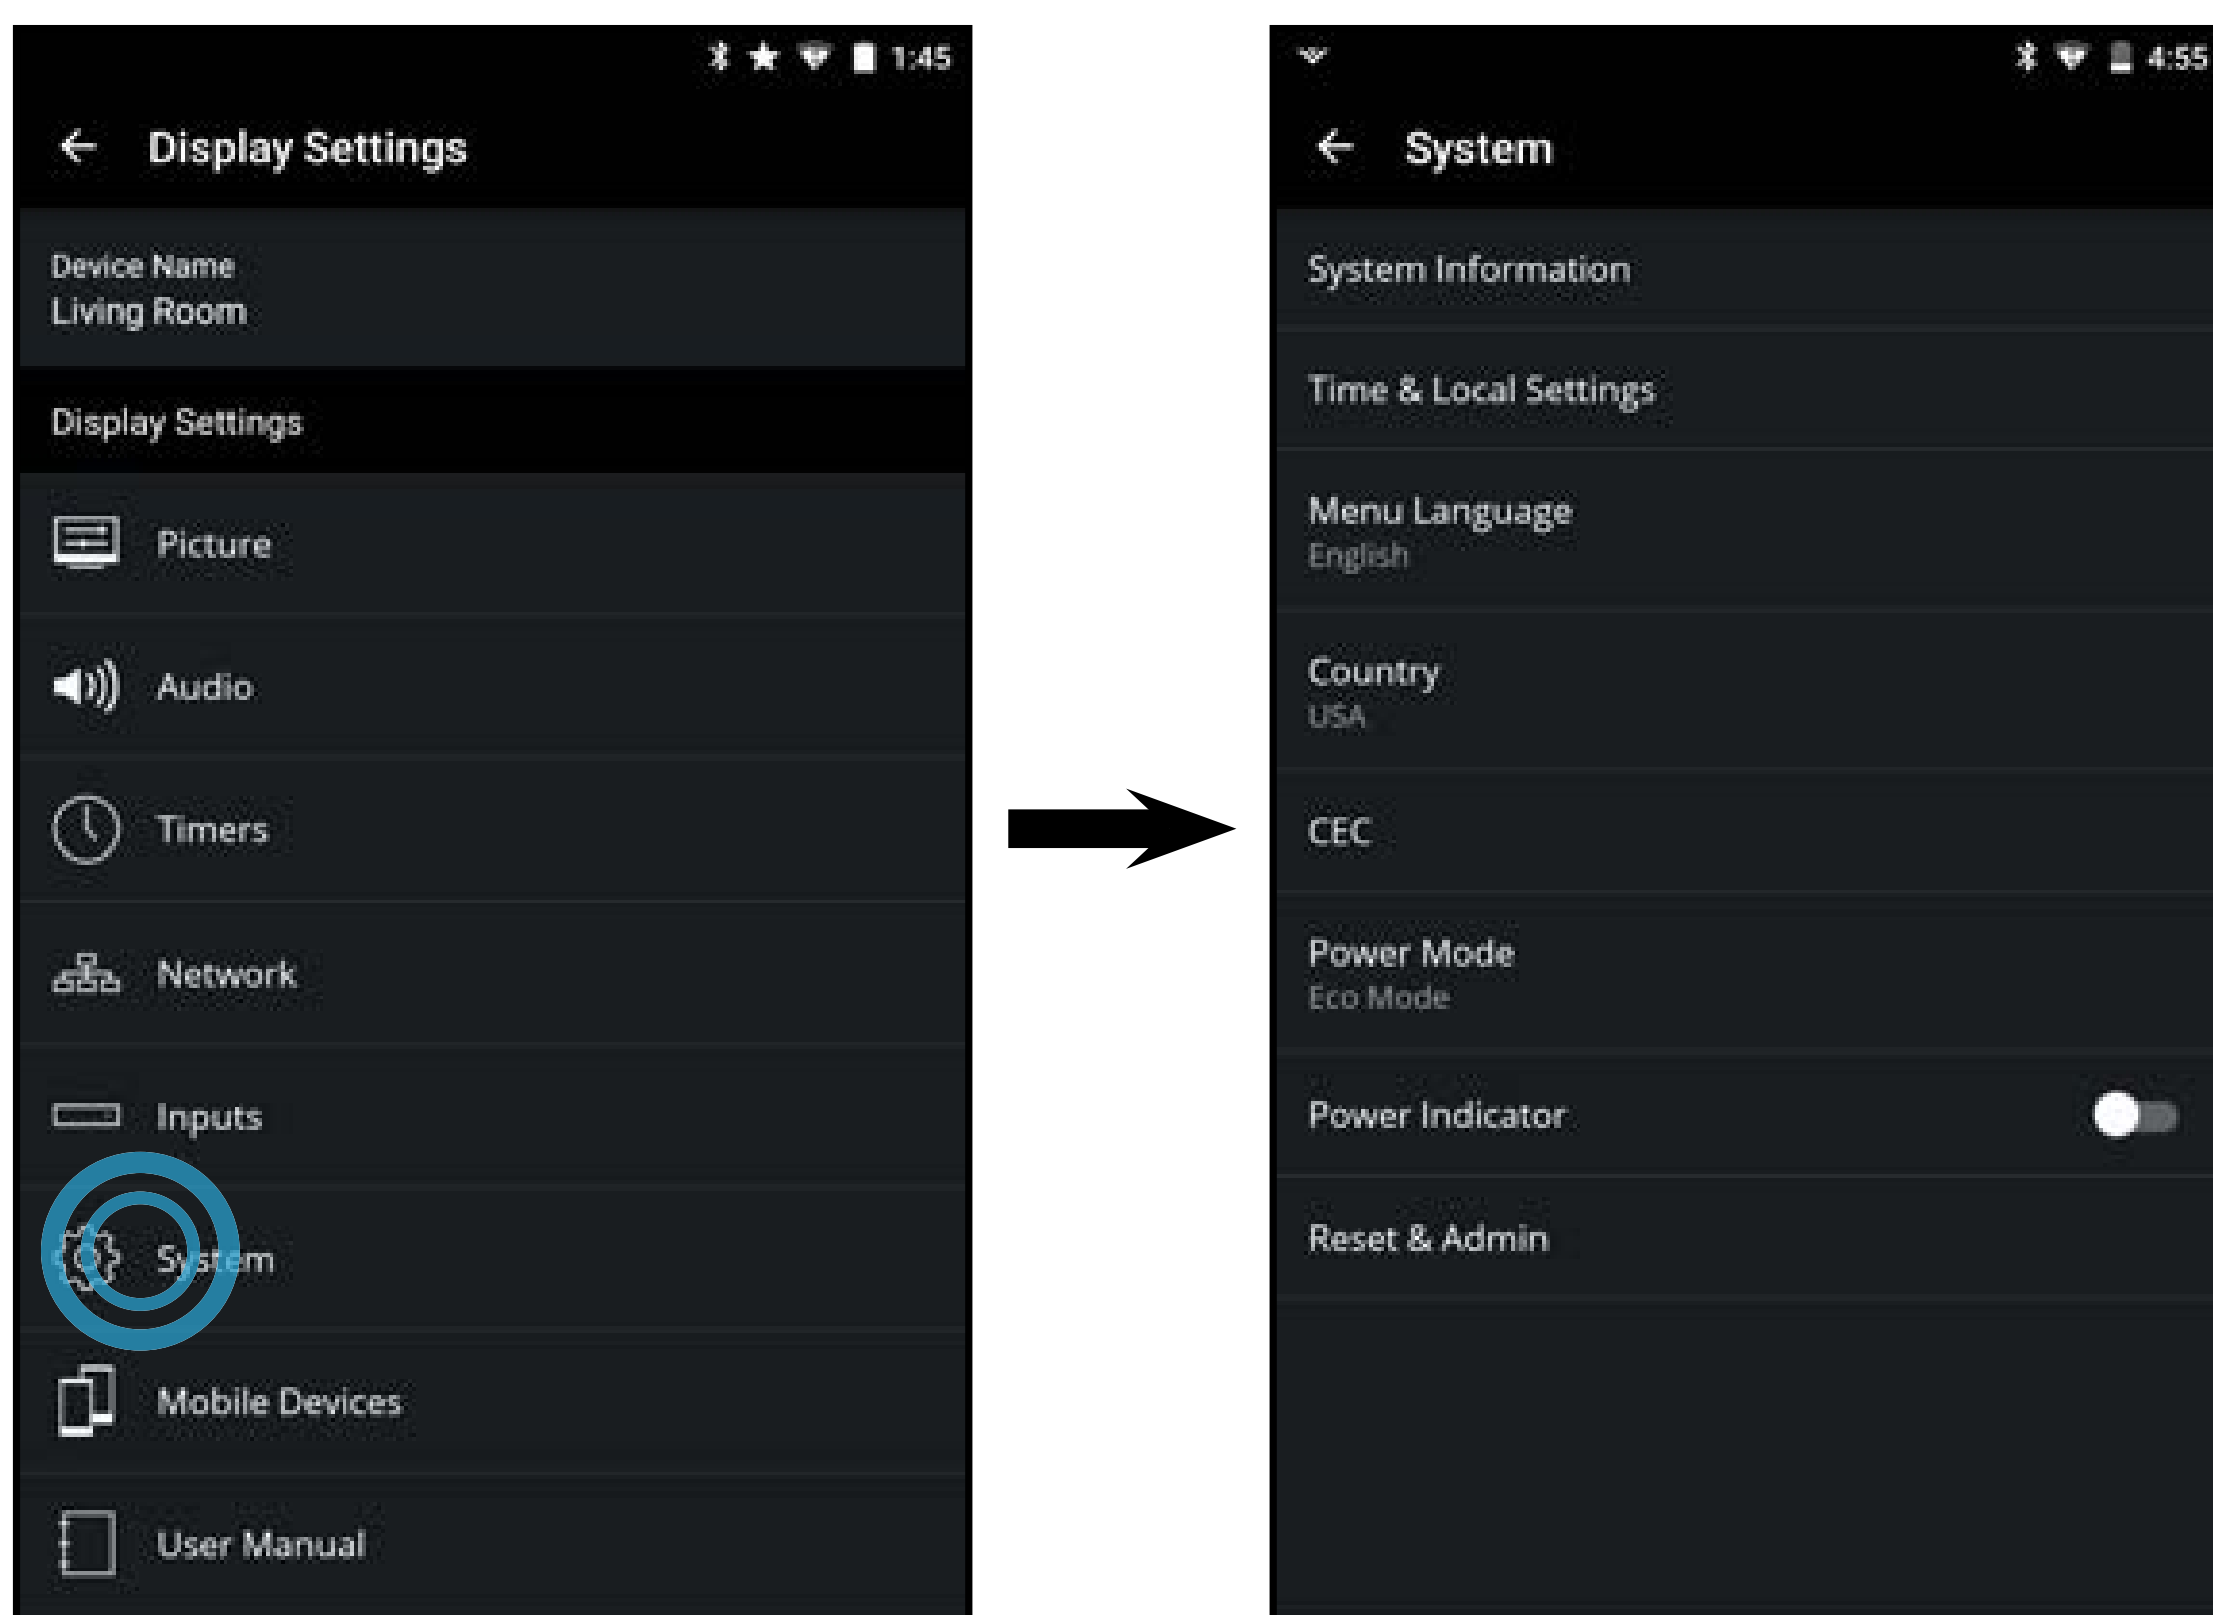 1:45
Display Settings
Device Name
Living Room
Display Settings
Picture
Audio
Timers
Network
Inputs
System
Mobile Devices
User Manual
4:55
System
System Information
Time & Local Settings
Menu Language
English
Country
USA
CEC
Power Mode
Eco Mode
Power Indicator
Reset & Admin